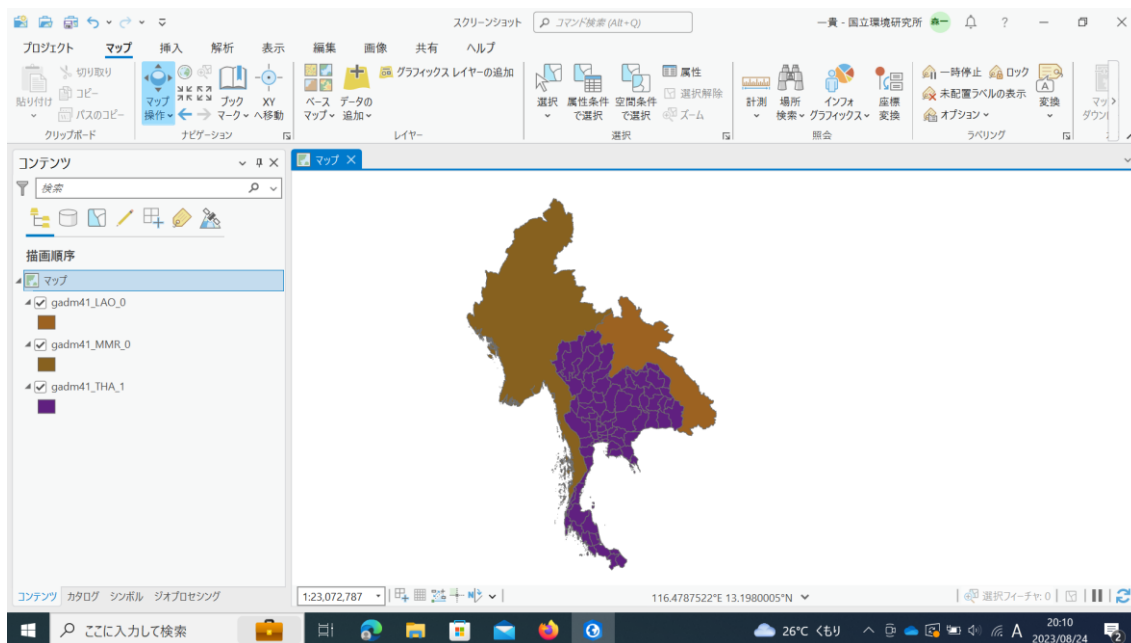 スクリーンショット
コマンド検索 (Alt+Q)
一貴 - 国立環境研究所
森一
?
プロジェクト マップ 挿入 解析 表示 編集 画像 共有 ヘルプ
貼り付け
切り取り
コピー
パスのコピー
クリップボード
マップ
操作
ブック
マーク
XY
へ移動
ナビゲーション
ベース
マップ
データの
追加
グラフィックス レイヤーの追加
レイヤー
選択
属性条件
で選択
空間条件
で選択
属性
選択解除
ズーム
選択
計測
場所
検索
インフォ
グラフィックス
座標
変換
照会
一時停止
ロック
未配置ラベルの表示
オプション
変換
ラベリング
コンテンツ
検索
描画順序
マップ
gadm41_LAO_0
gadm41_MMR_0
gadm41_THA_1
マップ
コンテンツ カタログ シンボル ジオプロセシング
1:23,072,787
116.4787522°E 13.1980005°N
選択フィーチャ: 0
ここに入力して検索
26°C くもり
A
20:10
2023/08/24
2